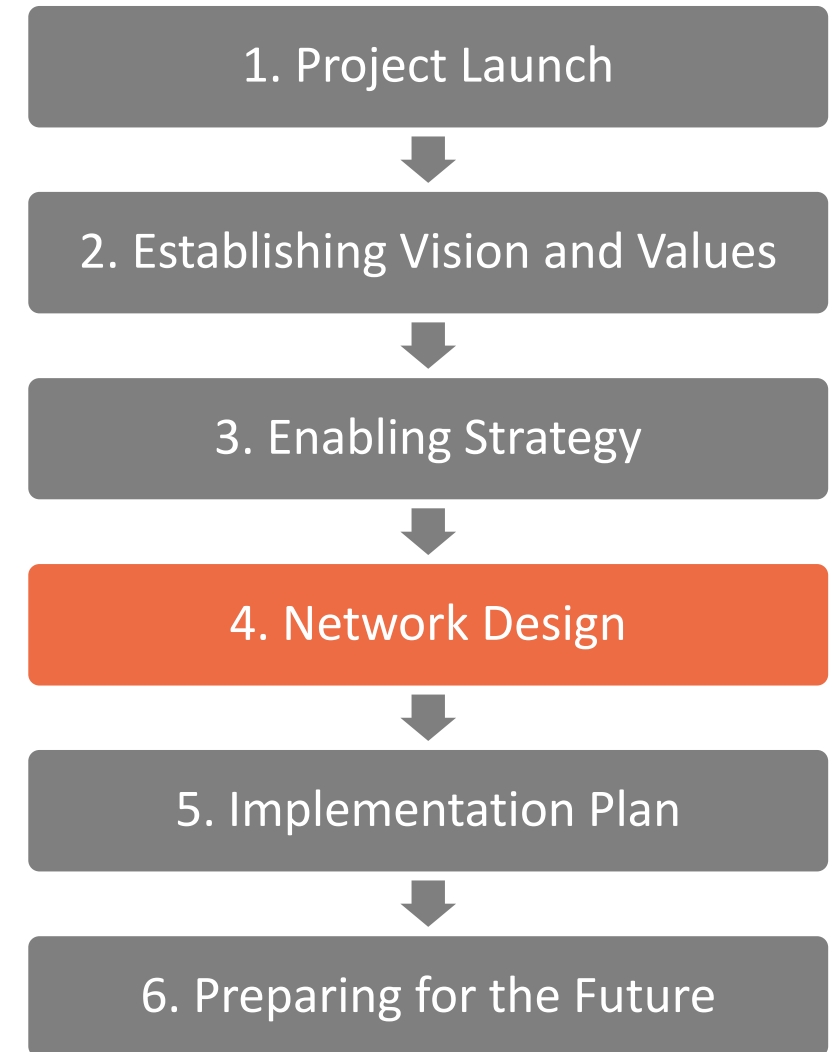 1. Project Launch
2. Establishing Vision and Values
3. Enabling Strategy
4. Network Design
5. Implementation Plan
6. Preparing for the Future